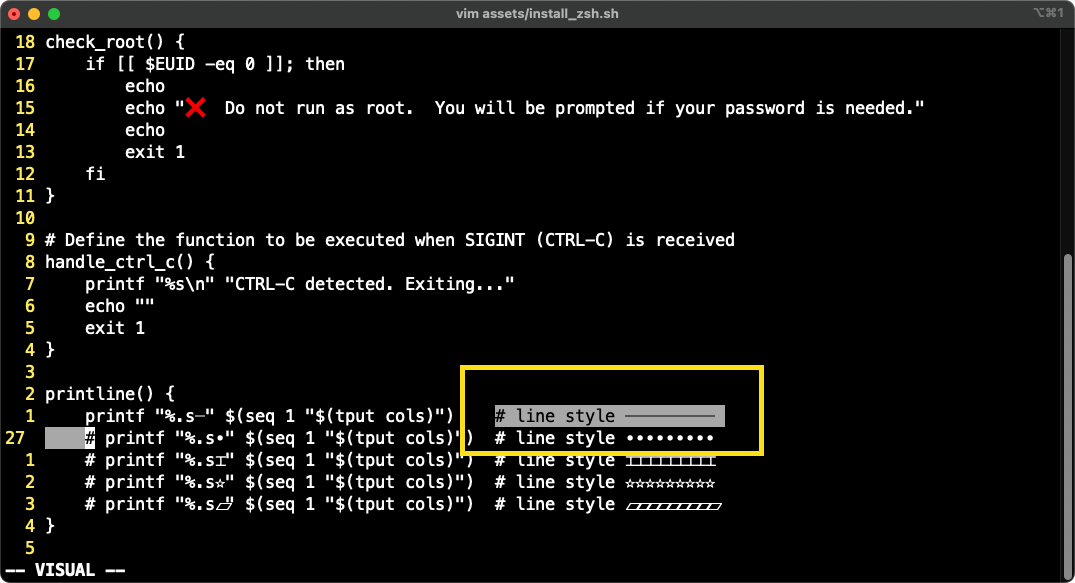 vim assets/install_zsh.sh ⌥⌘1
18 check_root() {
17     if [[ $EUID -eq 0 ]]; then
16         echo
15         echo "❌  Do not run as root.  You will be prompted if your password is needed."
14         echo
13         exit 1
12     fi
11 }
10
9 # Define the function to be executed when SIGINT (CTRL-C) is received
8 handle_ctrl_c() {
7     printf "%s\n" "CTRL-C detected. Exiting..."
6     echo ""
5     exit 1
4 }
3
2 printline() {
1     printf "%.s─" $(seq 1 "$(tput cols)")    # line style ─────────
27     # printf "%.s•" $(seq 1 "$(tput cols)")  # line style •••••••••
1     # printf "%.s⌶" $(seq 1 "$(tput cols)")  # line style ⌶⌶⌶⌶⌶⌶⌶⌶⌶
2     # printf "%.s☆" $(seq 1 "$(tput cols)")  # line style ☆☆☆☆☆☆☆☆☆
3     # printf "%.s▱" $(seq 1 "$(tput cols)")  # line style ▱▱▱▱▱▱▱▱▱
4 }
5
-- VISUAL --